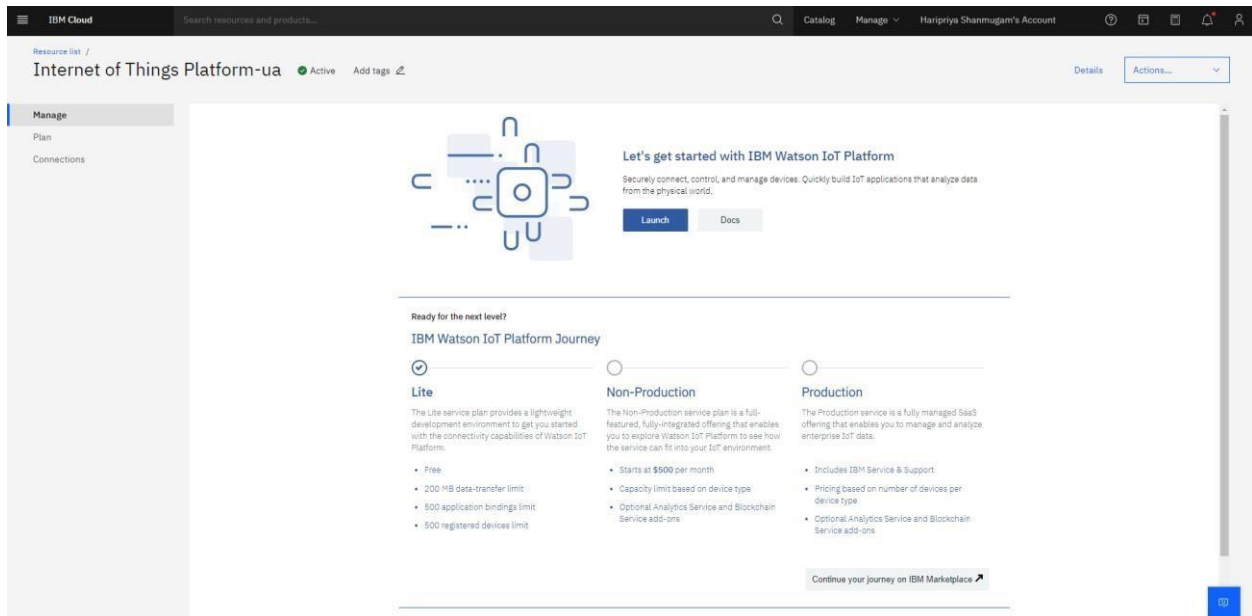 IBM Cloud
Search resources and products...
Catalog
Manage
Haripriya Shanmugam's Account
Resource list /
Internet of Things Platform-ua
Active
Add tags
Details
Actions...
Manage
Plan
Connections
Let's get started with IBM Watson IoT Platform
Securely connect, control, and manage devices. Quickly build IoT applications that analyze data
from the physical world.
Launch
Docs
Ready for the next level?
IBM Watson IoT Platform Journey
Lite
The Lite service plan provides a lightweight
development environment to get you started
with the connectivity capabilities of Watson IoT
Platform.
• Free
• 200 MB data-transfer limit
• 500 application bindings limit
• 500 registered devices limit
Non-Production
The Non-Production service plan is a full-
featured, fully-integrated offering that enables
you to explore Watson IoT Platform to see how
the service can fit into your IoT environment.
• Starts at $500 per month
• Capacity limit based on device type
• Optional Analytics Service and Blockchain
Service add-ons
Production
The Production service is a fully managed SaaS
offering that enables you to manage and analyze
enterprise IoT data.
• Includes IBM Service & Support
• Pricing based on number of devices per
device type
• Optional Analytics Service and Blockchain
Service add-ons
Continue your journey on IBM Marketplace